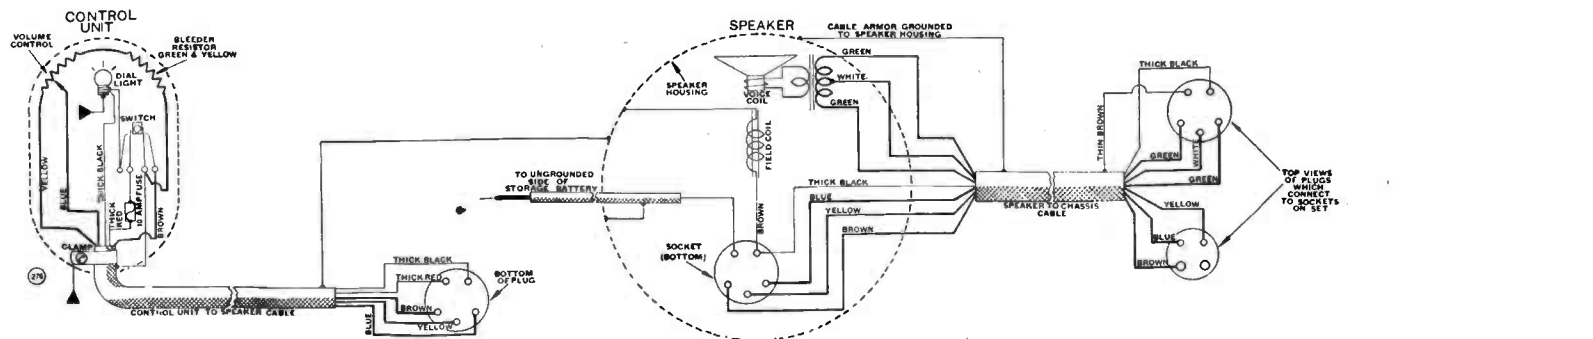 CONTROL
UNIT
VOLUME
CONTROL
BLEEDER
RESISTOR
GREEN & YELLOW
DIAL
LIGHT
SWITCH
YELLOW
BLUE
THICK BLACK
THICK
RED
10 AMP FUSE
BROWN
CLAMP
276
CONTROL UNIT TO SPEAKER CABLE
THICK BLACK
THICK RED
BROWN
YELLOW
BLUE
BOTTOM
OF PLUG
SPEAKER
SPEAKER
HOUSING
VOICE
COIL
FIELD COIL
TO UNGROUNDED
SIDE OF
STORAGE BATTERY
BROWN
SOCKET
(BOTTOM)
CABLE ARMOR GROUNDED
TO SPEAKER HOUSING
GREEN
WHITE
GREEN
THICK BLACK
BLUE
YELLOW
BROWN
SPEAKER TO CHASSIS
CABLE
THICK BLACK
THIN BROWN
GREEN
WHITE
GREEN
YELLOW
BLUE
BROWN
TOP VIEWS
OF PLUGS
WHICH
CONNECT
TO SOCKETS
ON SET